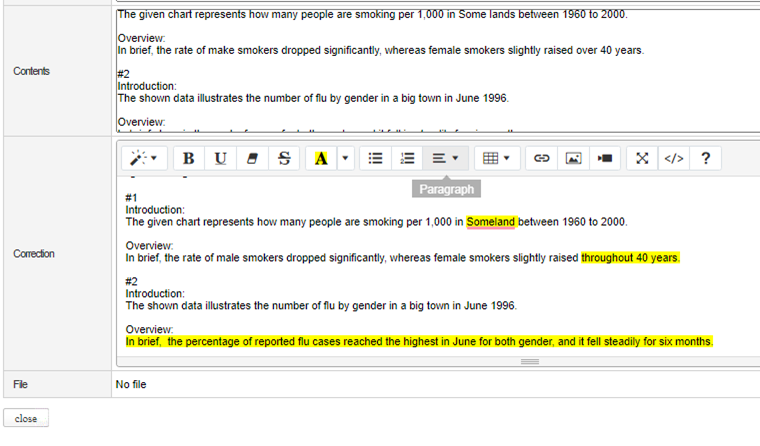 The given chart represents how many people are smoking per 1,000 in Some lands between 1960 to 2000.
Overview:
In brief, the rate of make smokers dropped significantly, whereas female smokers slightly raised over 40 years.
Contents
#2
Introduction:
The shown data illustrates the number of flu by gender in a big town in June 1996.
Overview:
B U S A
</> ?
Paragraph
#1
Introduction:
The given chart represents how many people are smoking per 1,000 in Someland between 1960 to 2000.
Overview:
Correction
In brief, the rate of male smokers dropped significantly, whereas female smokers slightly raised throughout 40 years.
#2
Introduction:
The shown data illustrates the number of flu by gender in a big town in June 1996.
Overview:
In brief, the percentage of reported flu cases reached the highest in June for both gender, and it fell steadily for six months.
File No file
close